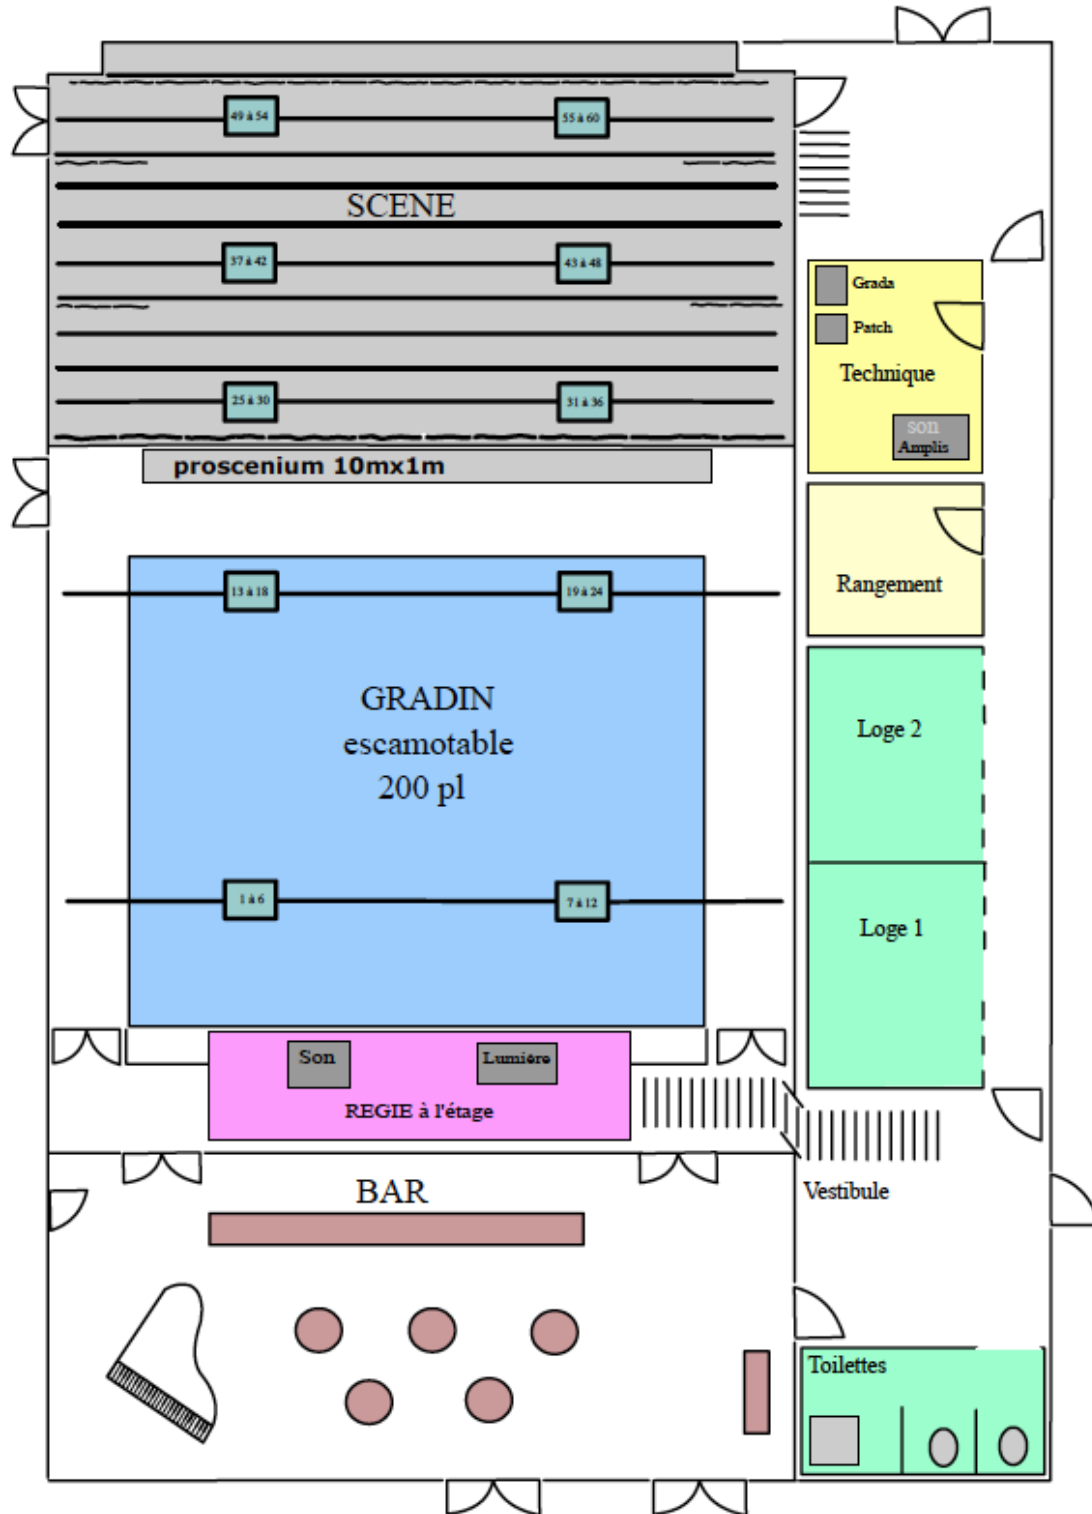 49 à 54
55 à 60
SCENE
37 à 42
43 à 48
Grada
Patch
Technique
25 à 30
31 à 36
son
Amplis
proscenium 10mx1m
13 à 18
19 à 24
Rangement
GRADIN
escamotable
200 pl
Loge 2
1 à 6
7 à 12
Loge 1
Son
Lumière
REGIE à l'étage
BAR
Vestibule
Toilettes